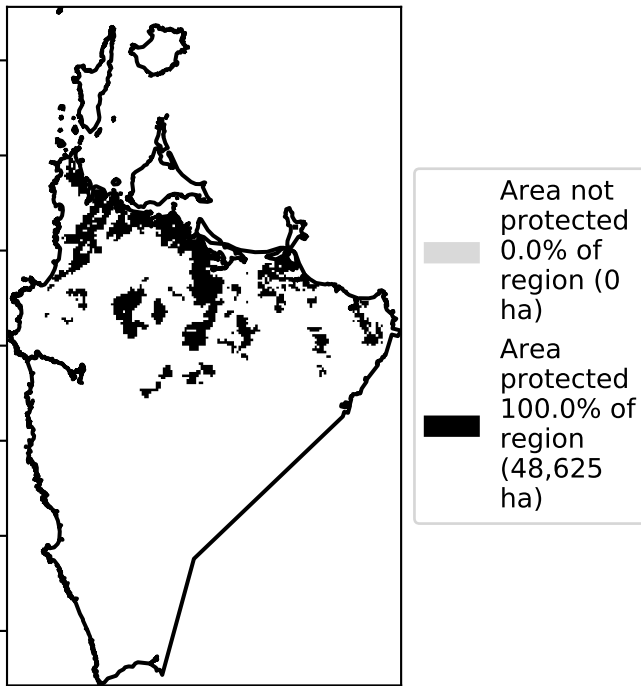 Area not
protected
0.0% of
region (0
ha)
Area
protected
100.0% of
region
(48,625
ha)